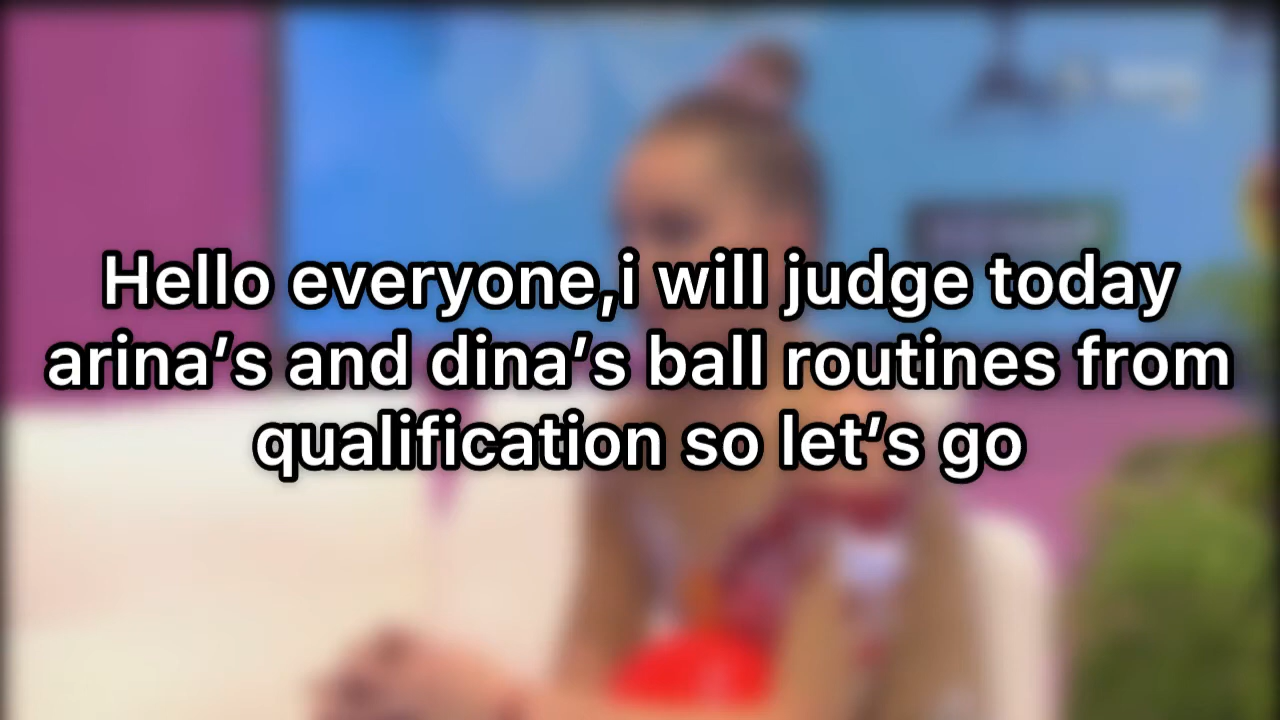 Hello everyone,i will judge today
arina’s and dina’s ball routines from
qualification so let’s go